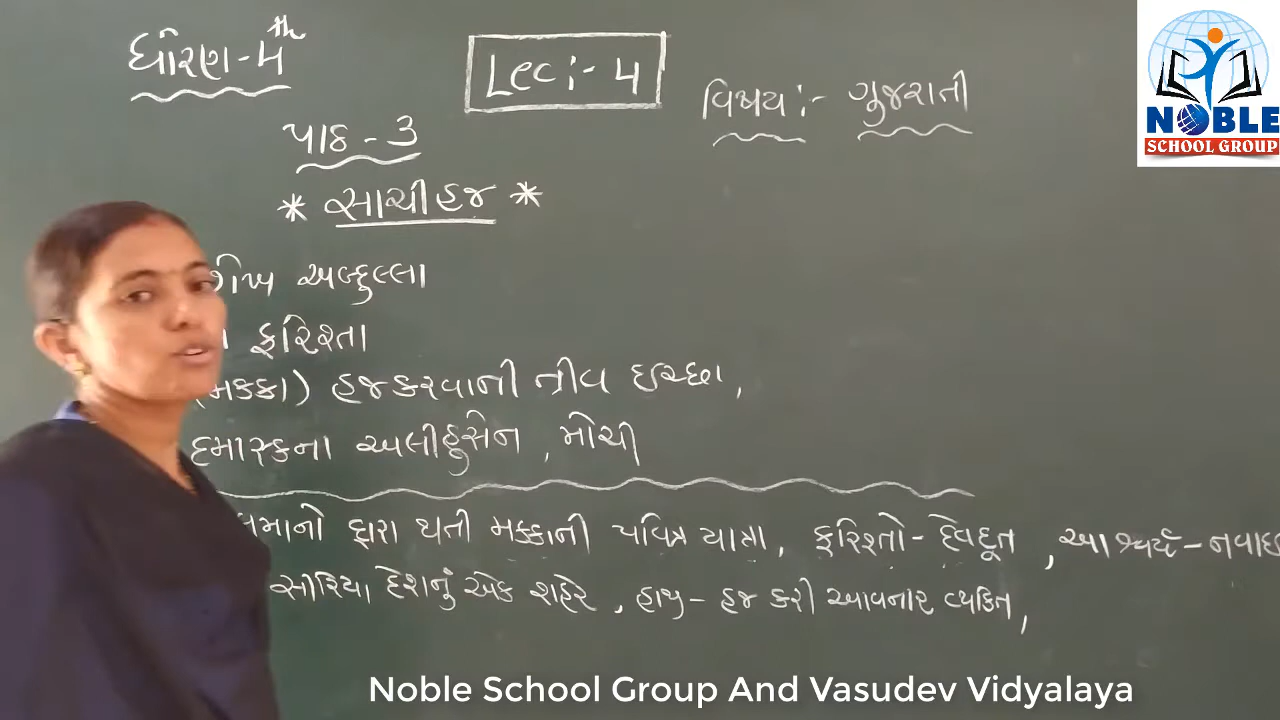 ધોરણ-4th
Lec :- 4
વિષય :- ગુજરાતી
NOBLE
SCHOOL GROUP
પાઠ - 3
* સાચી હજ *
અબ્દુલ્લા
ફરિશ્તા
(મક્કા) હજ કરવાની તીવ્ર ઇચ્છા,
દમાસ્કના અલીહુસેન, મોચી
દ્વારા થતી મક્કાની પવિત્ર યાત્રા, ફરિશ્તો - દેવદૂત, આશ્ચર્ય - નવાઇ
સીરિયા દેશનું એક શહેર, હાજી - હજ કરી આવનાર વ્યકિત,
Noble School Group And Vasudev Vidyalaya